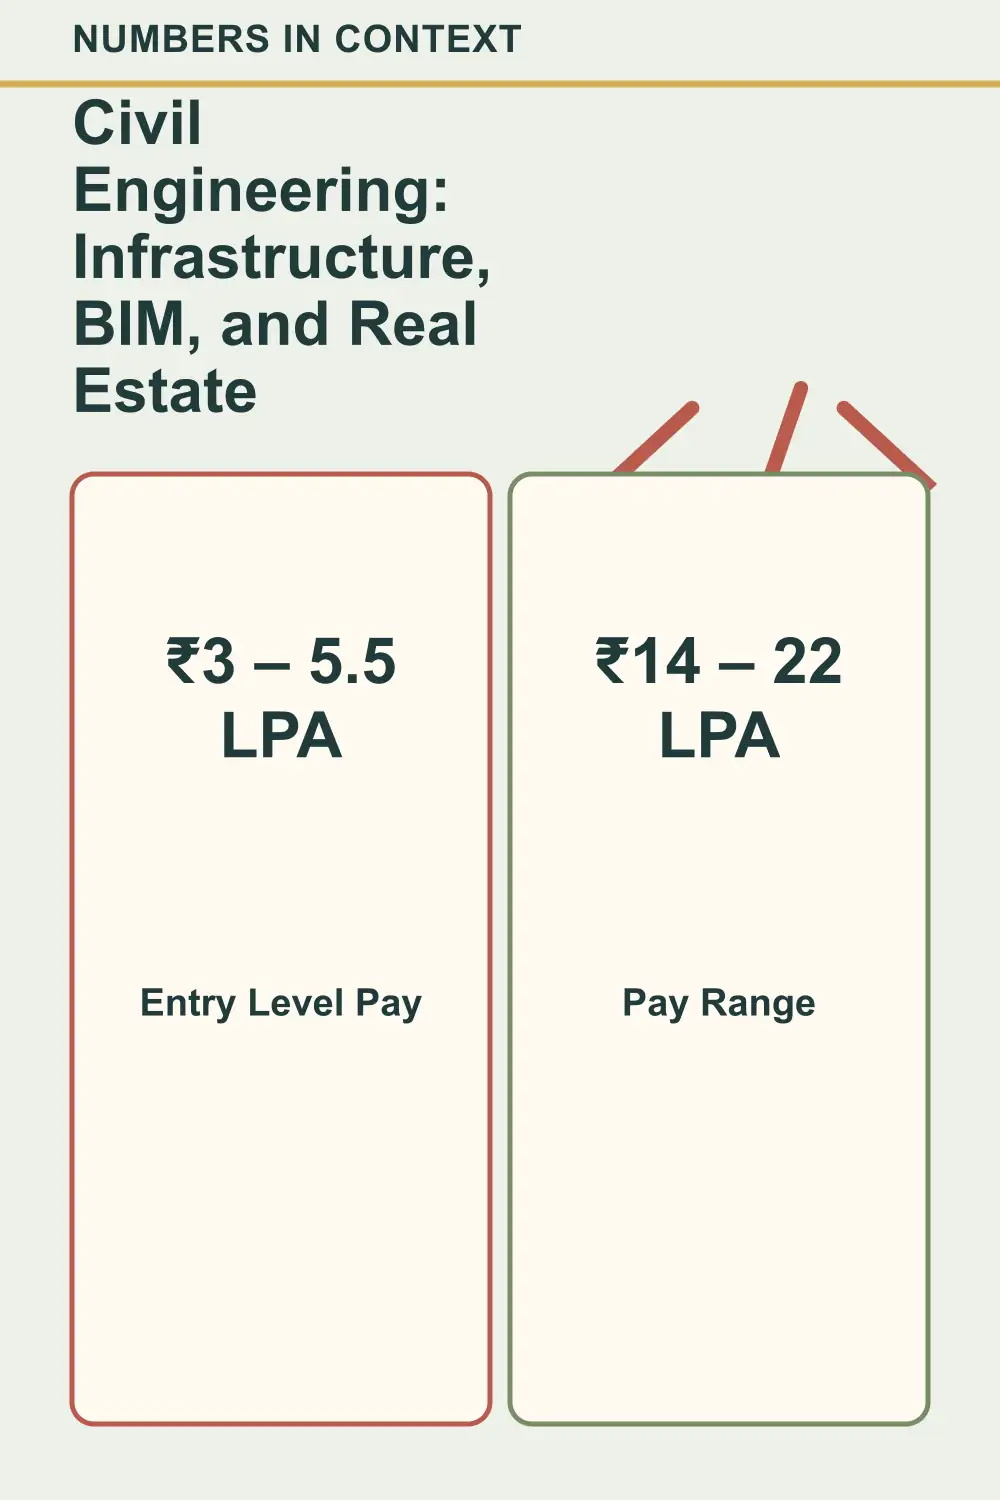 NUMBERS IN CONTEXT
Civil
Engineering:
Infrastructure,
BIM, and Real
Estate
₹3 – 5.5
LPA
Entry Level Pay
₹14 – 22
LPA
Pay Range